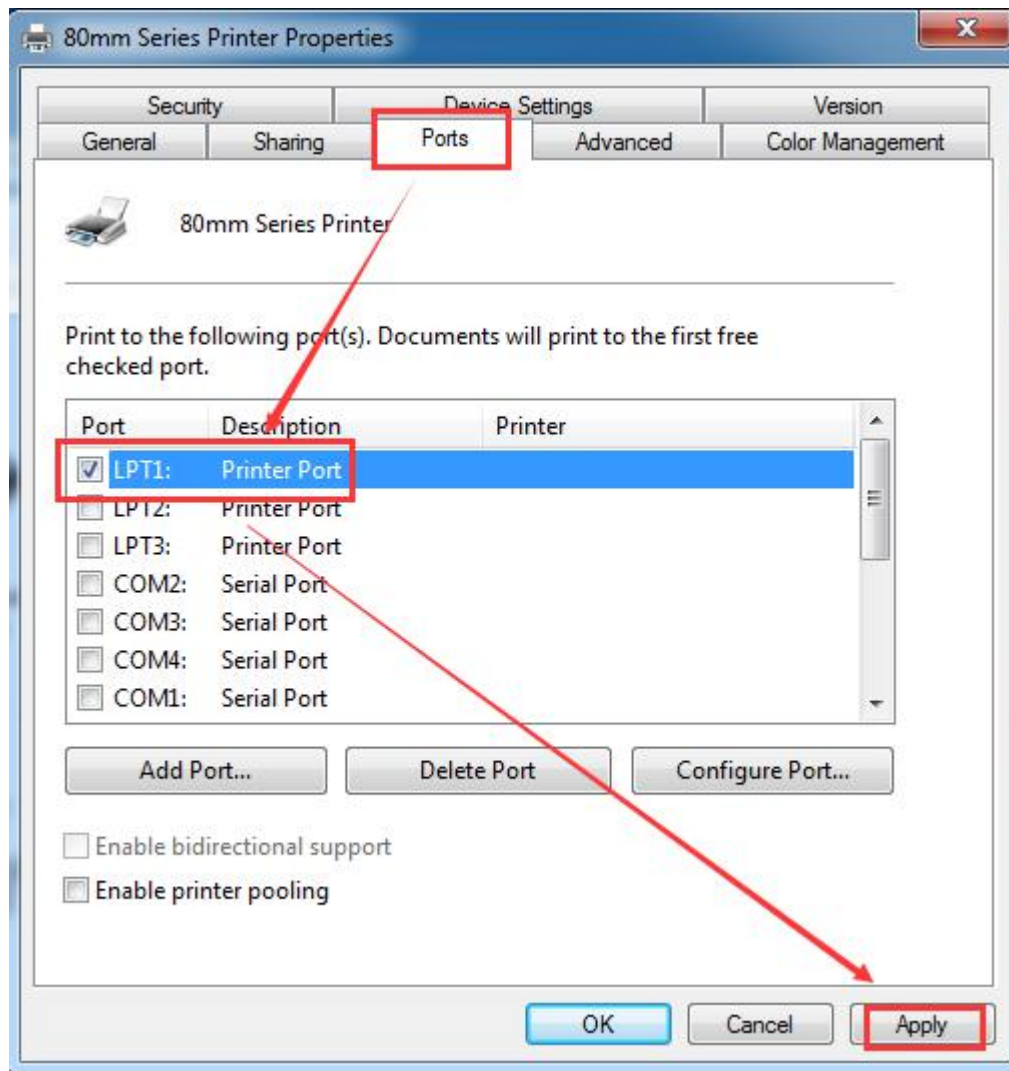 80mm Series Printer Properties
Security Device Settings Version
General Sharing Ports Advanced Color Management
80mm Series Printer
Print to the following port(s). Documents will print to the first free
checked port.
Port Description Printer
LPT1: Printer Port
LPT2: Printer Port
LPT3: Printer Port
COM2: Serial Port
COM3: Serial Port
COM4: Serial Port
COM1: Serial Port
Add Port... Delete Port Configure Port...
Enable bidirectional support
Enable printer pooling
OK Cancel Apply